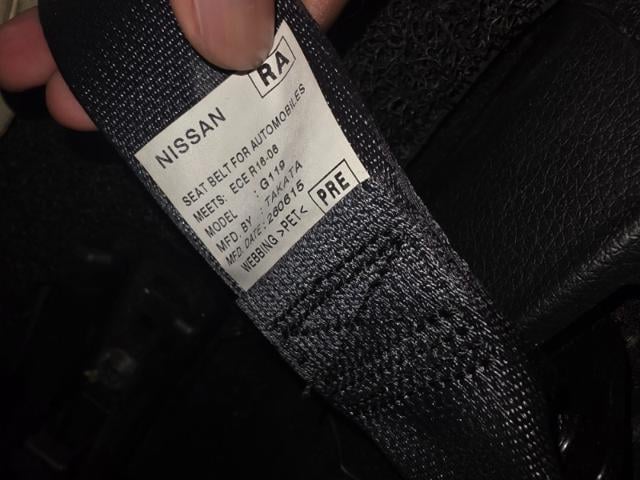 RA
NISSAN
SEAT BELT FOR AUTOMOBILES
MEETS: ECE R16-06
MODEL : G119
MFD. BY : TAKATA
MFD. DATE : 260615
WEBBING >PET<
PRE